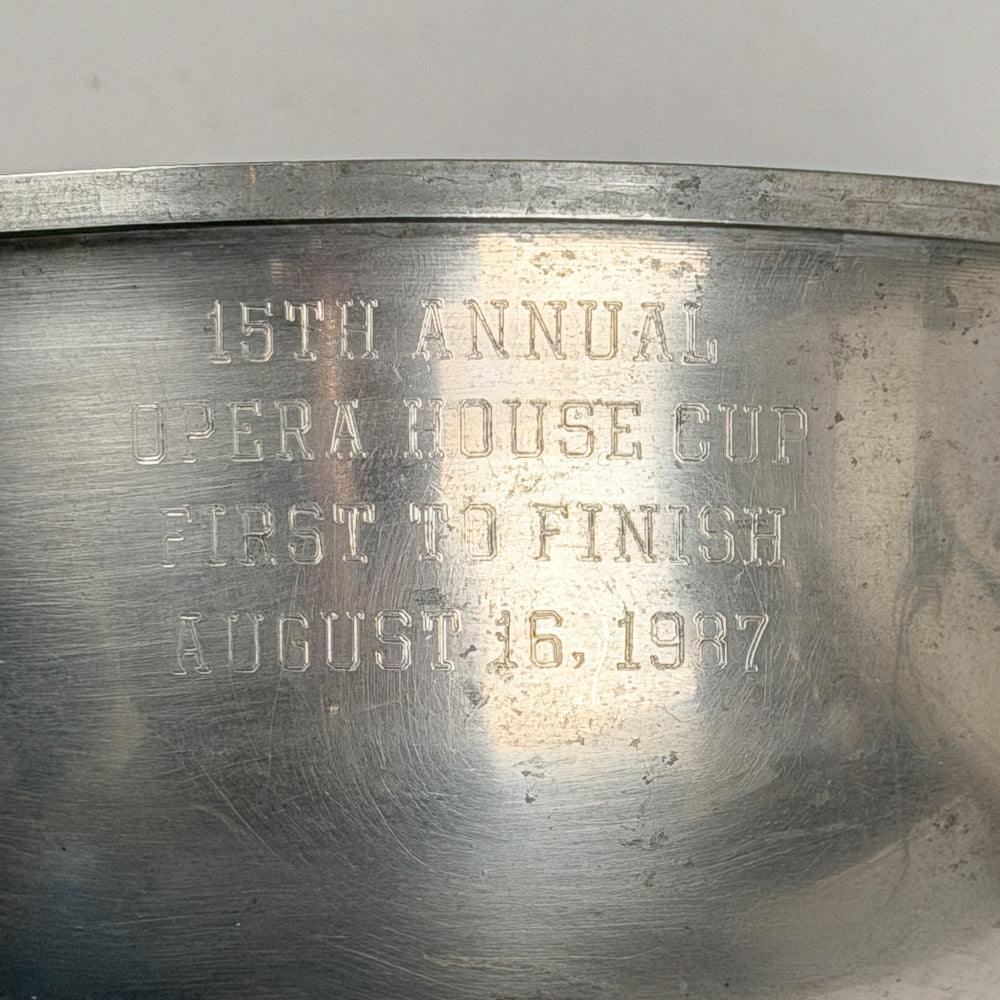 15TH ANNUAL
OPERA HOUSE CUP
FIRST TO FINISH
AUGUST 16, 1987